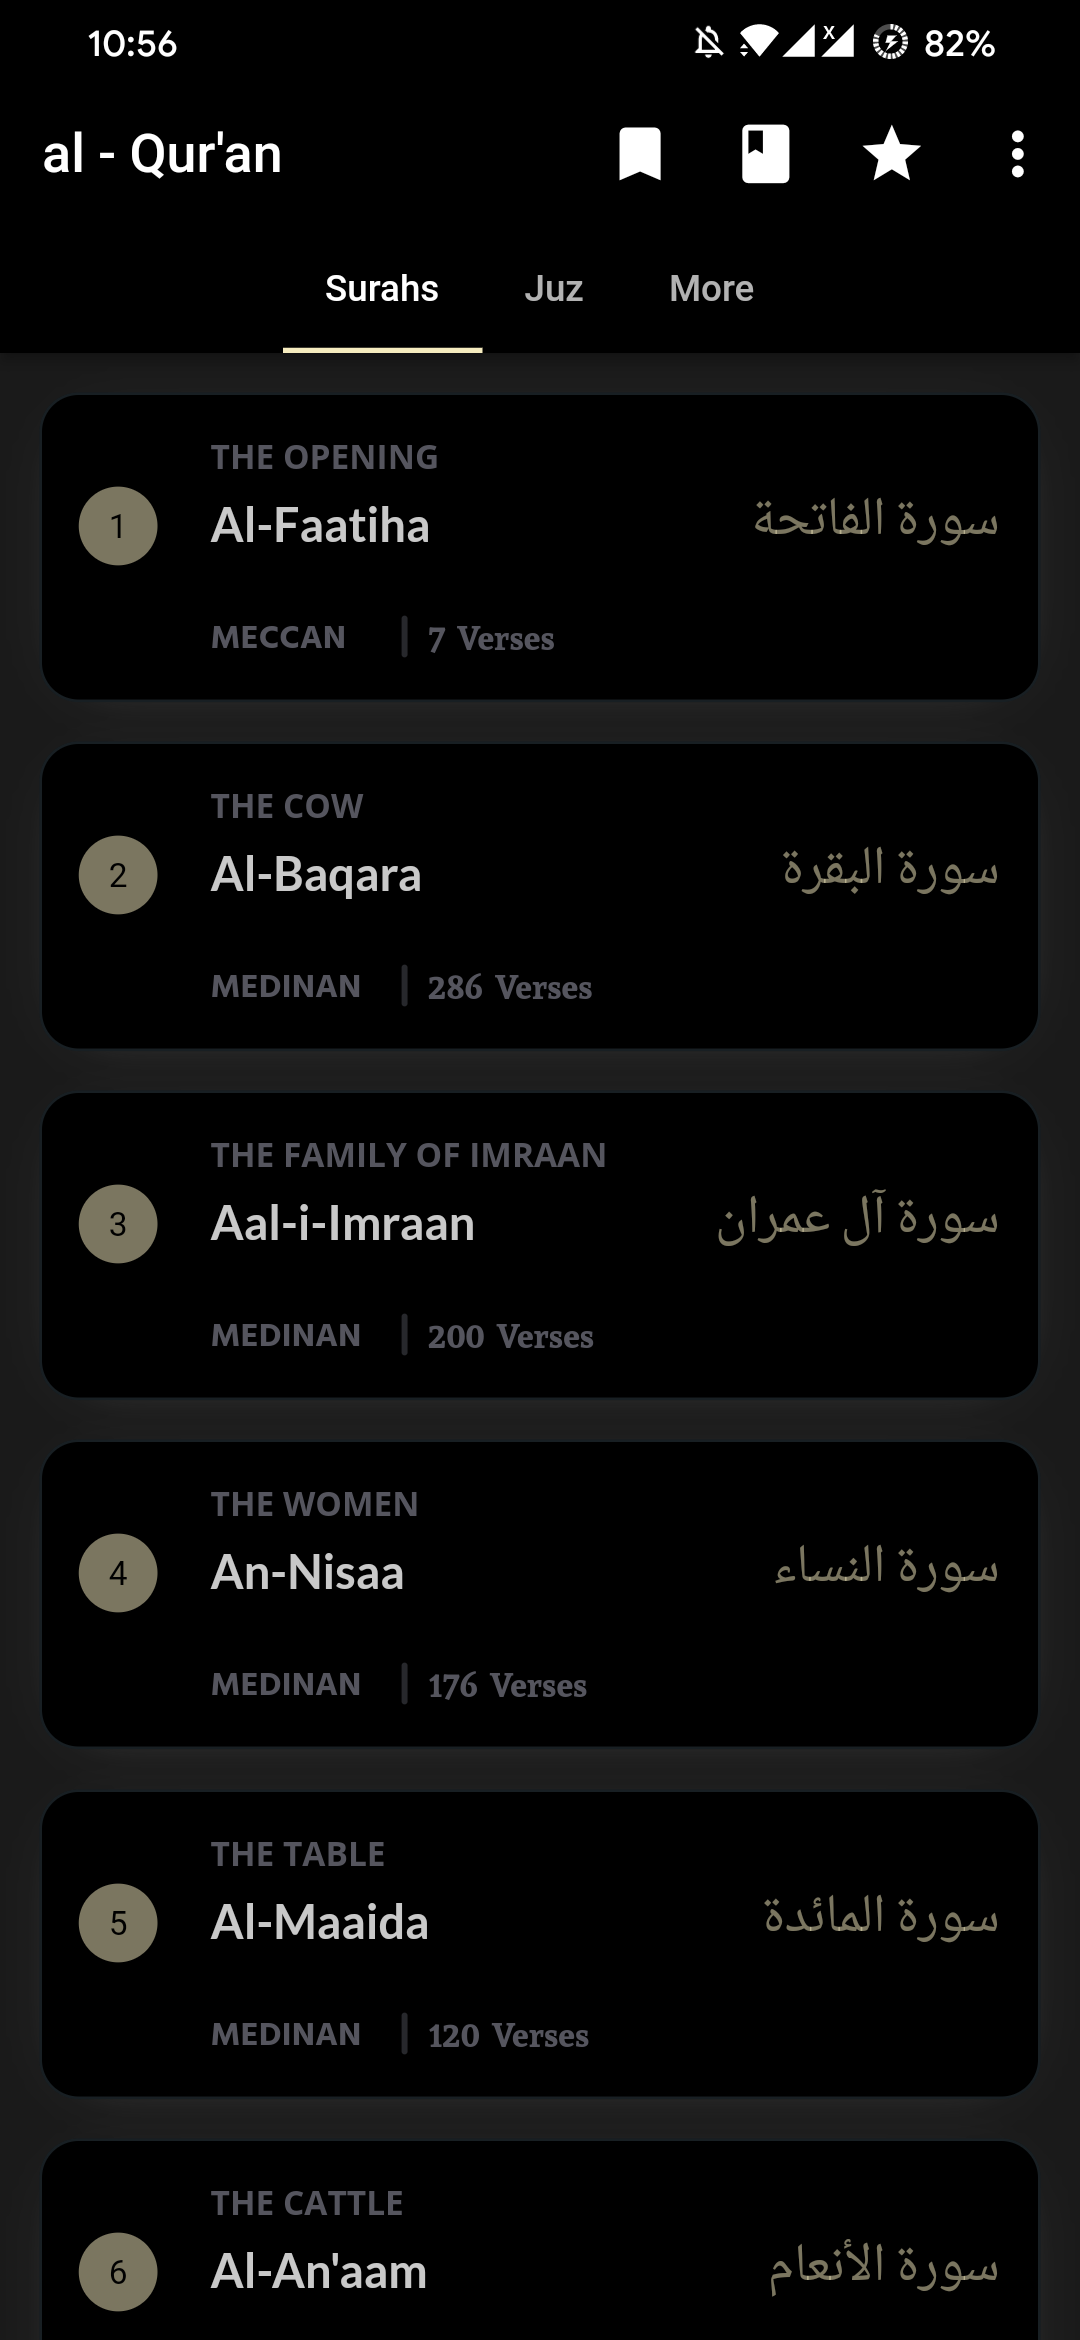 10:56 X 82%
al - Qur'an
Surahs Juz More
THE OPENING
1 Al-Faatiha سورة الفاتحة
MECCAN | 7 Verses
THE COW
2 Al-Baqara سورة البقرة
MEDINAN | 286 Verses
THE FAMILY OF IMRAAN
3 Aal-i-Imraan سورة آل عمران
MEDINAN | 200 Verses
THE WOMEN
4 An-Nisaa سورة النساء
MEDINAN | 176 Verses
THE TABLE
5 Al-Maaida سورة المائدة
MEDINAN | 120 Verses
THE CATTLE
6 Al-An'aam سورة الأنعام